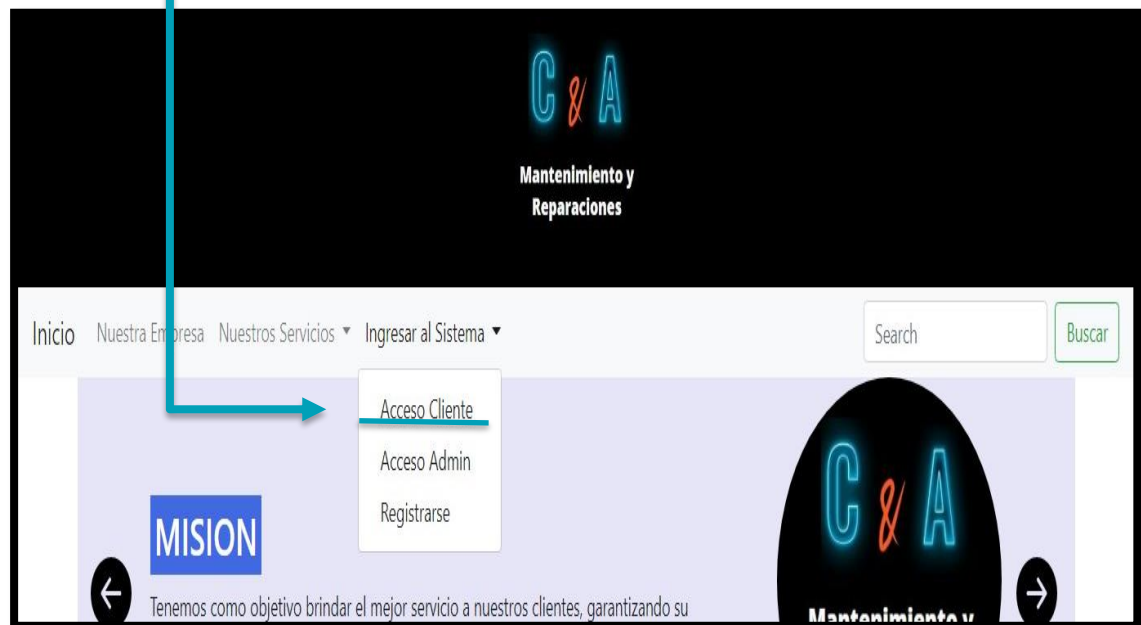 C & A
Mantenimiento y
Reparaciones
Inicio Nuestra Empresa Nuestros Servicios Ingresar al Sistema Search Buscar
Acceso Cliente
Acceso Admin
Registrarse
MISION
Tenemos como objetivo brindar el mejor servicio a nuestros clientes, garantizando su
C & A
Mantenimiento y